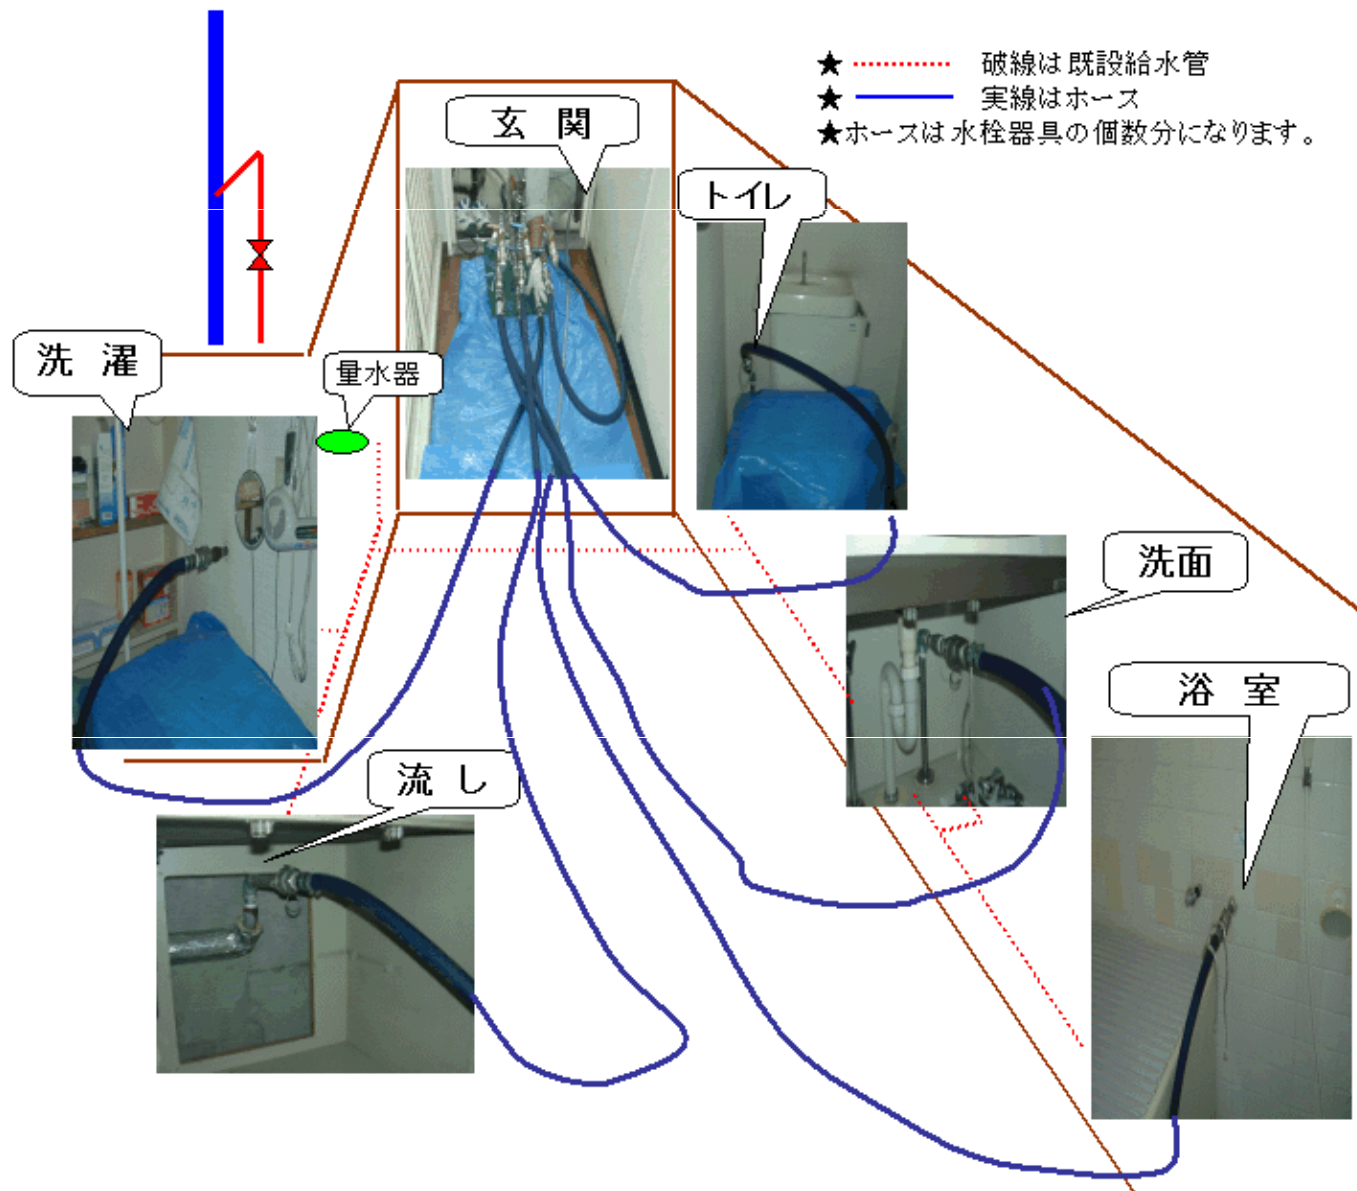 ★ 破線は既設給水管
★ 実線はホース
★ホースは水栓器具の個数分になります。
玄 関
トイレ
洗 濯
量水器
洗面
浴 室
流 し